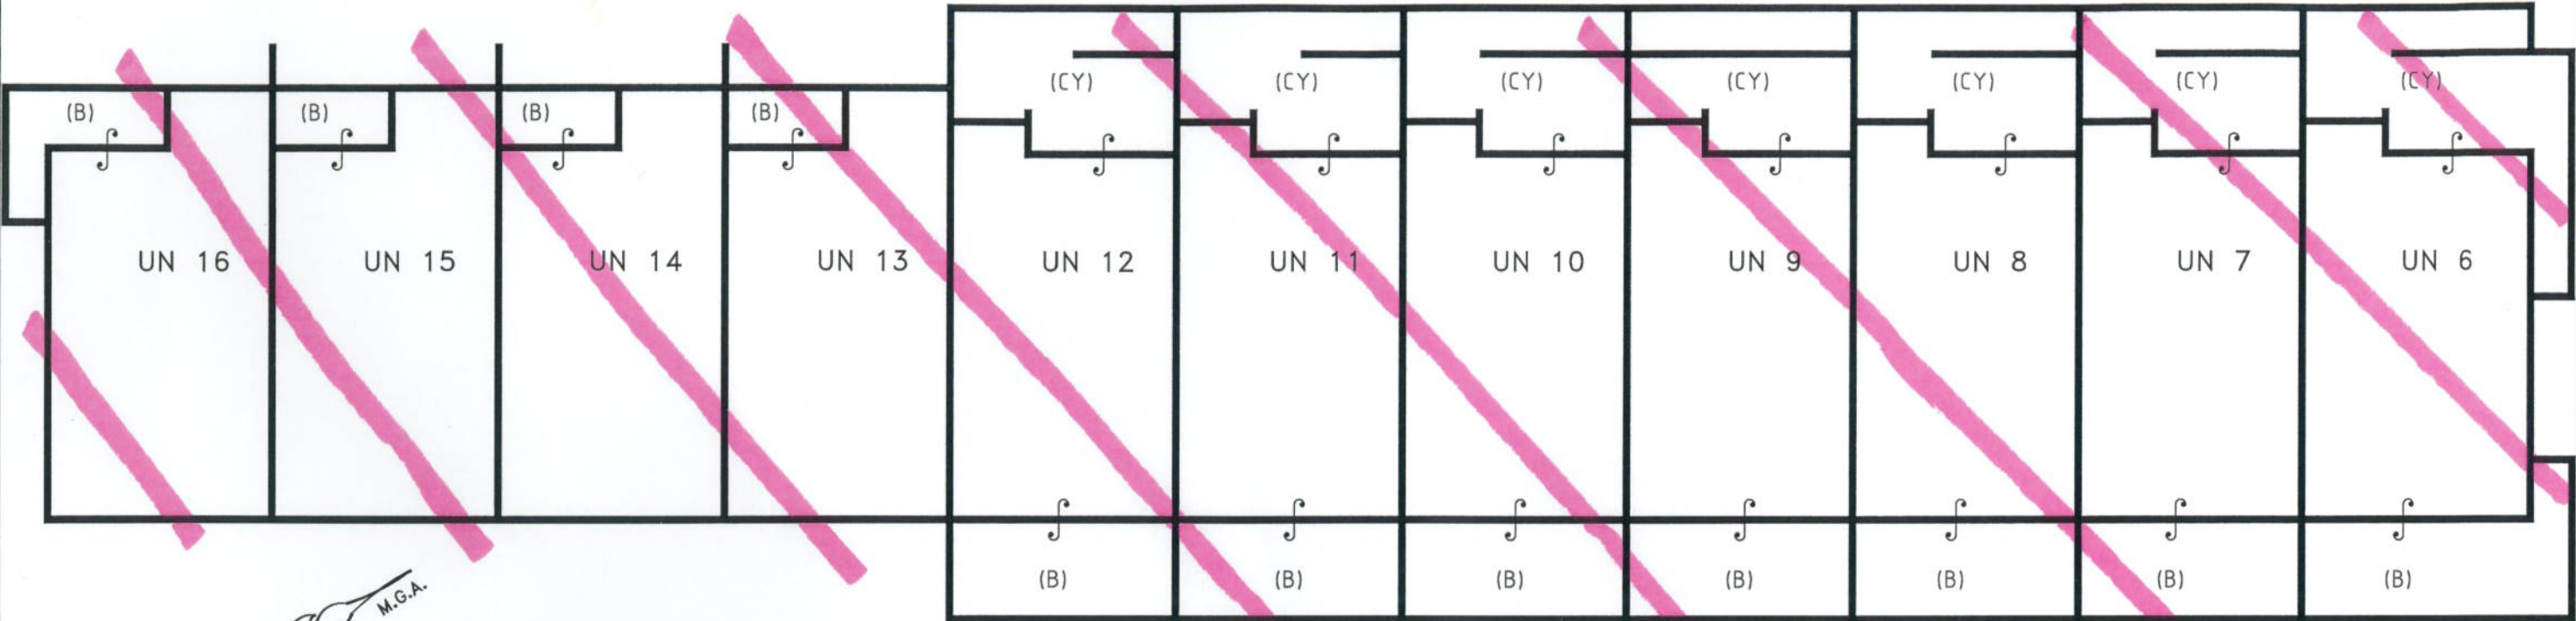 (CY) (CY) (CY) (CY) (CY) (CY) (CY)
(B) (B) (B) (B)
UN 16 UN 15 UN 14 UN 13 UN 12 UN 11 UN 10 UN 9 UN 8 UN 7 UN 6
(B) (B) (B) (B) (B) (B) (B)
M.G.A.